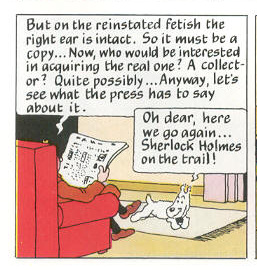 But on the reinstated fetish the
right ear is intact. So it must be a
copy... Now, who would be interested
in acquiring the real one? A collect-
or? Quite possibly... Anyway, let's
see what the press has to say
about it.
Oh dear, here
we go again...
Sherlock Holmes
on the trail!